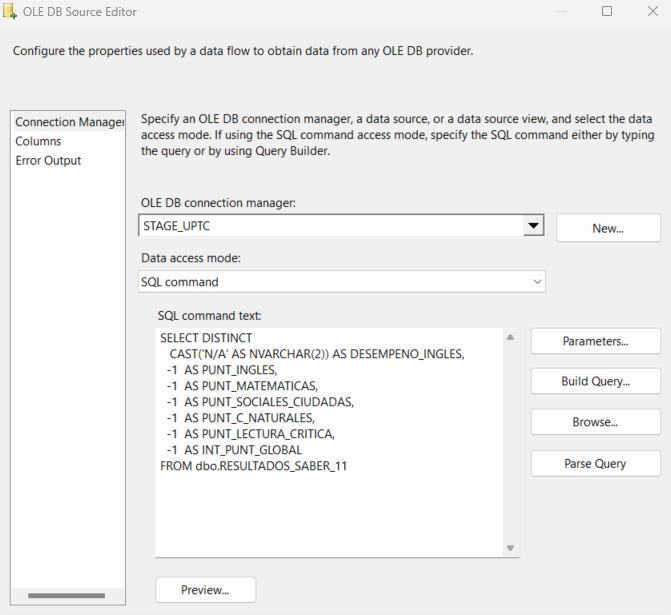 OLE DB Source Editor
Configure the properties used by a data flow to obtain data from any OLE DB provider.
Connection Manager
Columns
Error Output
Specify an OLE DB connection manager, a data source, or a data source view, and select the data
access mode. If using the SQL command access mode, specify the SQL command either by typing
the query or by using Query Builder.
OLE DB connection manager:
STAGE_UPTC
New...
Data access mode:
SQL command
SQL command text:
SELECT DISTINCT
CAST('N/A' AS NVARCHAR(2)) AS DESEMPENO_INGLES,
-1 AS PUNT_INGLES,
-1 AS PUNT_MATEMATICAS,
-1 AS PUNT_SOCIALES_CIUDADAS,
-1 AS PUNT_C_NATURALES,
-1 AS PUNT_LECTURA_CRITICA,
-1 AS INT_PUNT_GLOBAL
FROM dbo.RESULTADOS_SABER_11
Parameters...
Build Query...
Browse...
Parse Query
Preview...